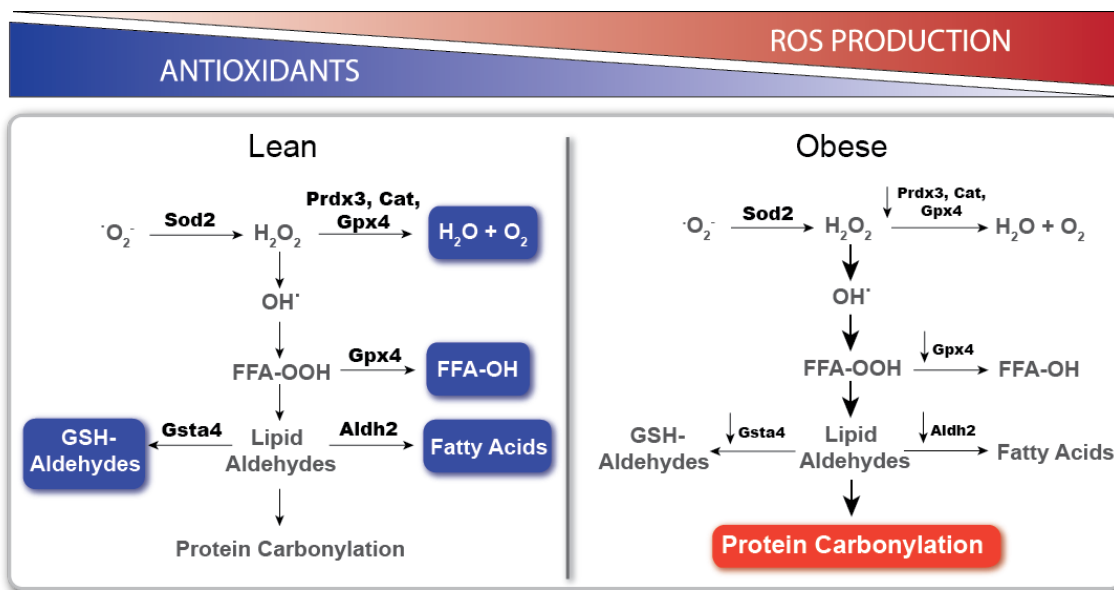 ROS PRODUCTION
ANTIOXIDANTS
Lean
·O₂⁻
Sod2
H₂O₂
Prdx3, Cat,
Gpx4
H₂O + O₂
OH·
FFA-OOH
Gpx4
FFA-OH
GSH-
Aldehydes
Gsta4
Lipid
Aldehydes
Aldh2
Fatty Acids
Protein Carbonylation
Obese
·O₂⁻
Sod2
H₂O₂
Prdx3, Cat,
Gpx4
H₂O + O₂
OH·
FFA-OOH
Gpx4
FFA-OH
GSH-
Aldehydes
Gsta4
Lipid
Aldehydes
Aldh2
Fatty Acids
Protein Carbonylation